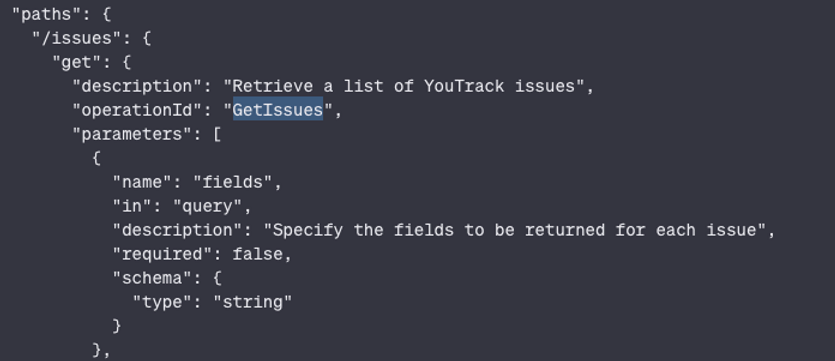 "paths": {
"/issues": {
"get": {
"description": "Retrieve a list of YouTrack issues",
"operationId": "GetIssues",
"parameters": [
{
"name": "fields",
"in": "query",
"description": "Specify the fields to be returned for each issue",
"required": false,
"schema": {
"type": "string"
}
},